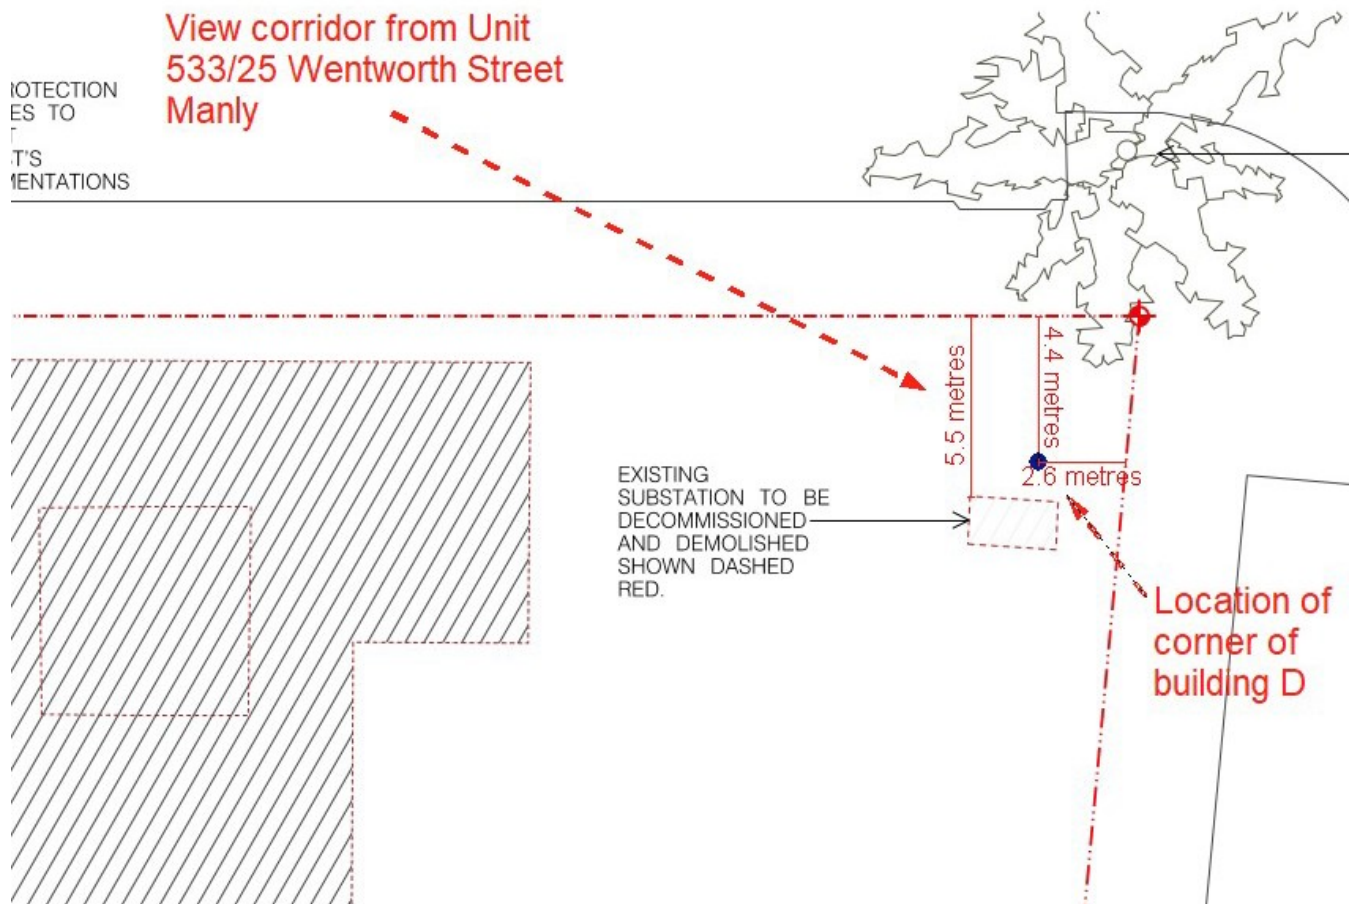 View corridor from Unit
533/25 Wentworth Street
Manly
ROTECTION
ES TO
T
ST'S
MENTATIONS
5.5 metres
4.4 metres
2.6 metres
EXISTING
SUBSTATION TO BE
DECOMMISSIONED
AND DEMOLISHED
SHOWN DASHED
RED.
Location of
corner of
building D